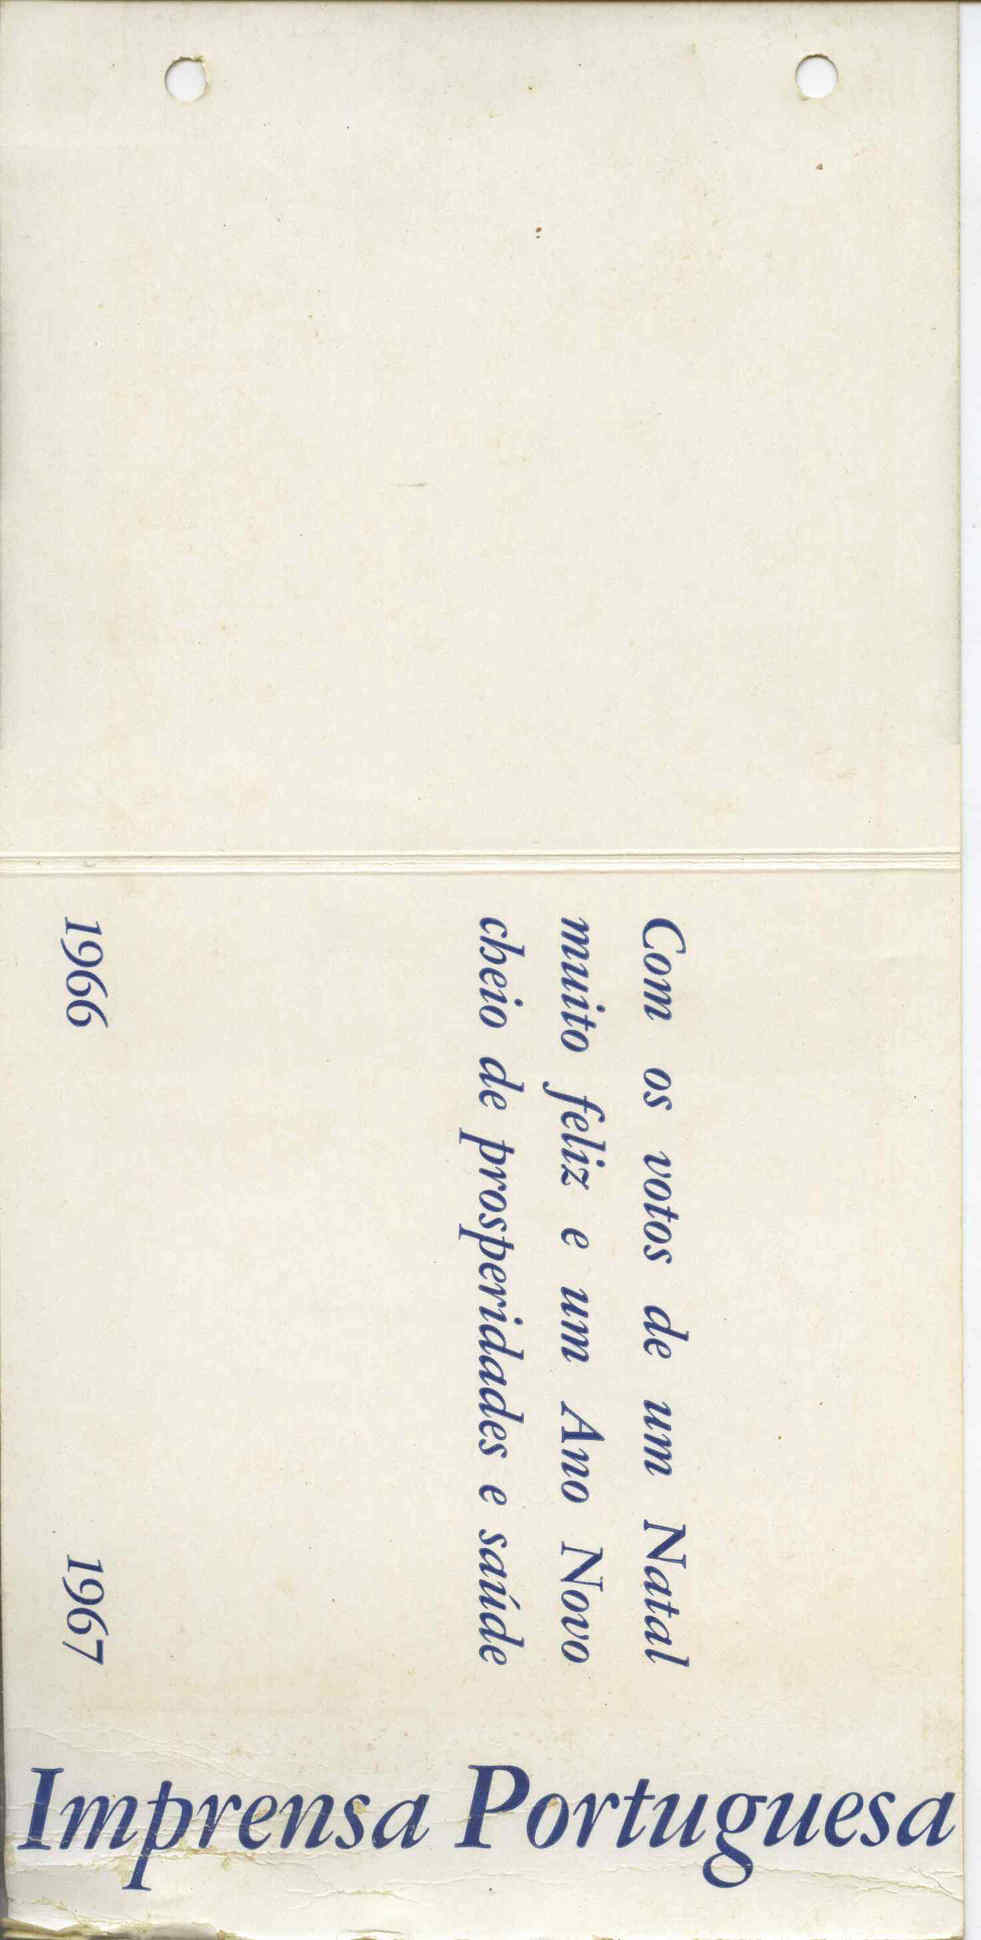 Com os votos de um Natal
muito feliz e um Ano Novo
cheio de prosperidades e saúde
1966 1967
Imprensa Portuguesa